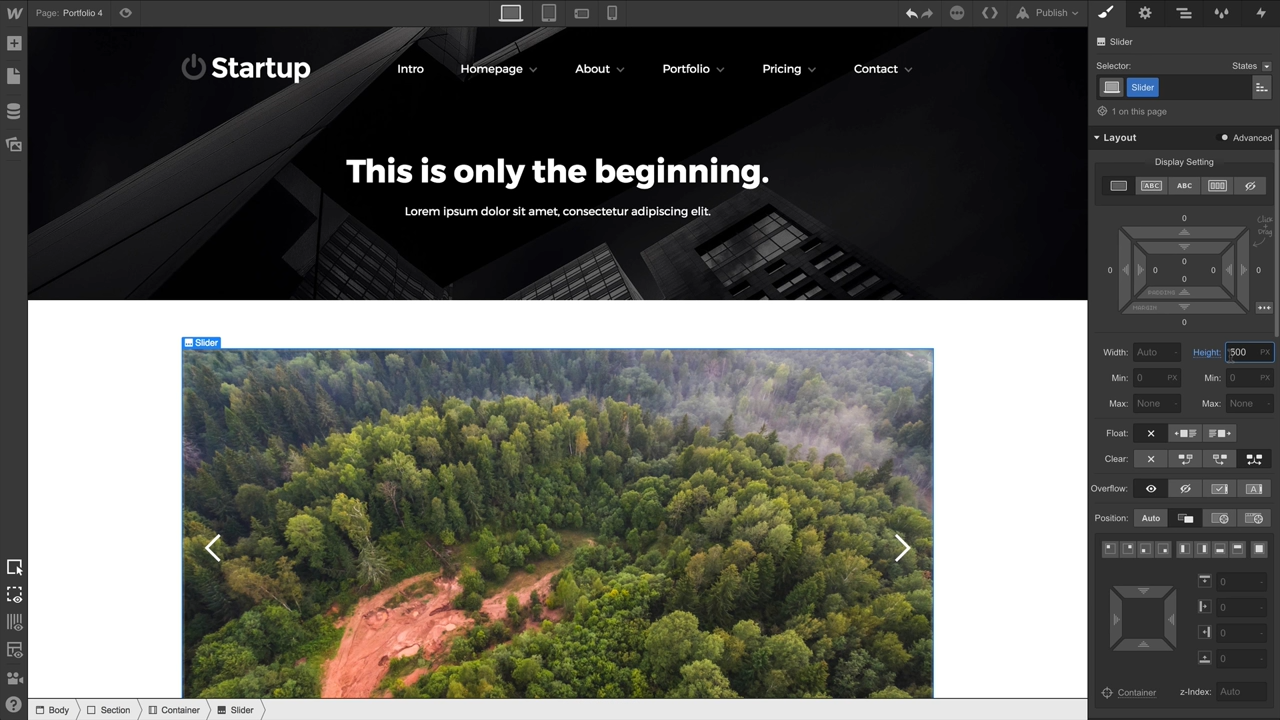 Page: Portfolio 4
Publish
Startup
Intro
Homepage
About
Portfolio
Pricing
Contact
This is only the beginning.
Lorem ipsum dolor sit amet, consectetur adipiscing elit.
Slider
Slider
Selector:
States
Slider
1 on this page
Layout
Advanced
Display Setting
ABC
ABC
0
Click
+
Drag
0
0
0
0
0
0
PADDING
MARGIN
0
Width:
Auto
-
Height:
500
PX
Min:
0
PX
Min:
0
PX
Max:
None
-
Max:
None
-
Float:
Clear:
Overflow:
Position:
Auto
0
-
0
-
0
-
0
-
Container
z-Index:
Auto
Body
Section
Container
Slider